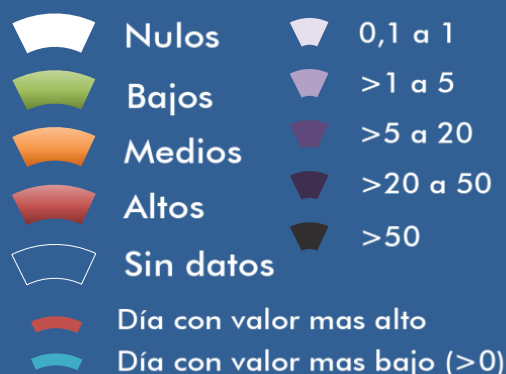 Nulos
Bajos
Medios
Altos
Sin datos
0,1 a 1
>1 a 5
>5 a 20
>20 a 50
>50
Día con valor mas alto
Día con valor mas bajo (>0)